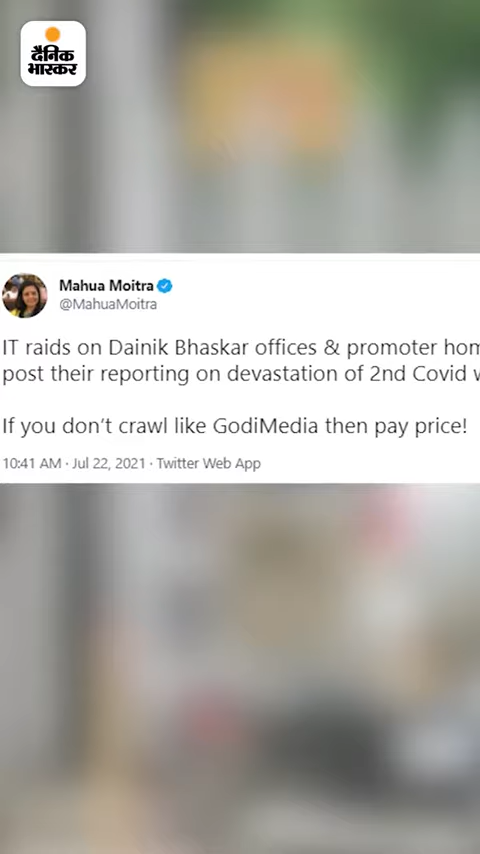 दैनिक
भास्कर
Mahua Moitra
@MahuaMoitra
IT raids on Dainik Bhaskar offices & promoter
post their reporting on devastation of 2nd Covid
If you don't crawl like GodiMedia then pay price!
10:41 AM · Jul 22, 2021 · Twitter Web App